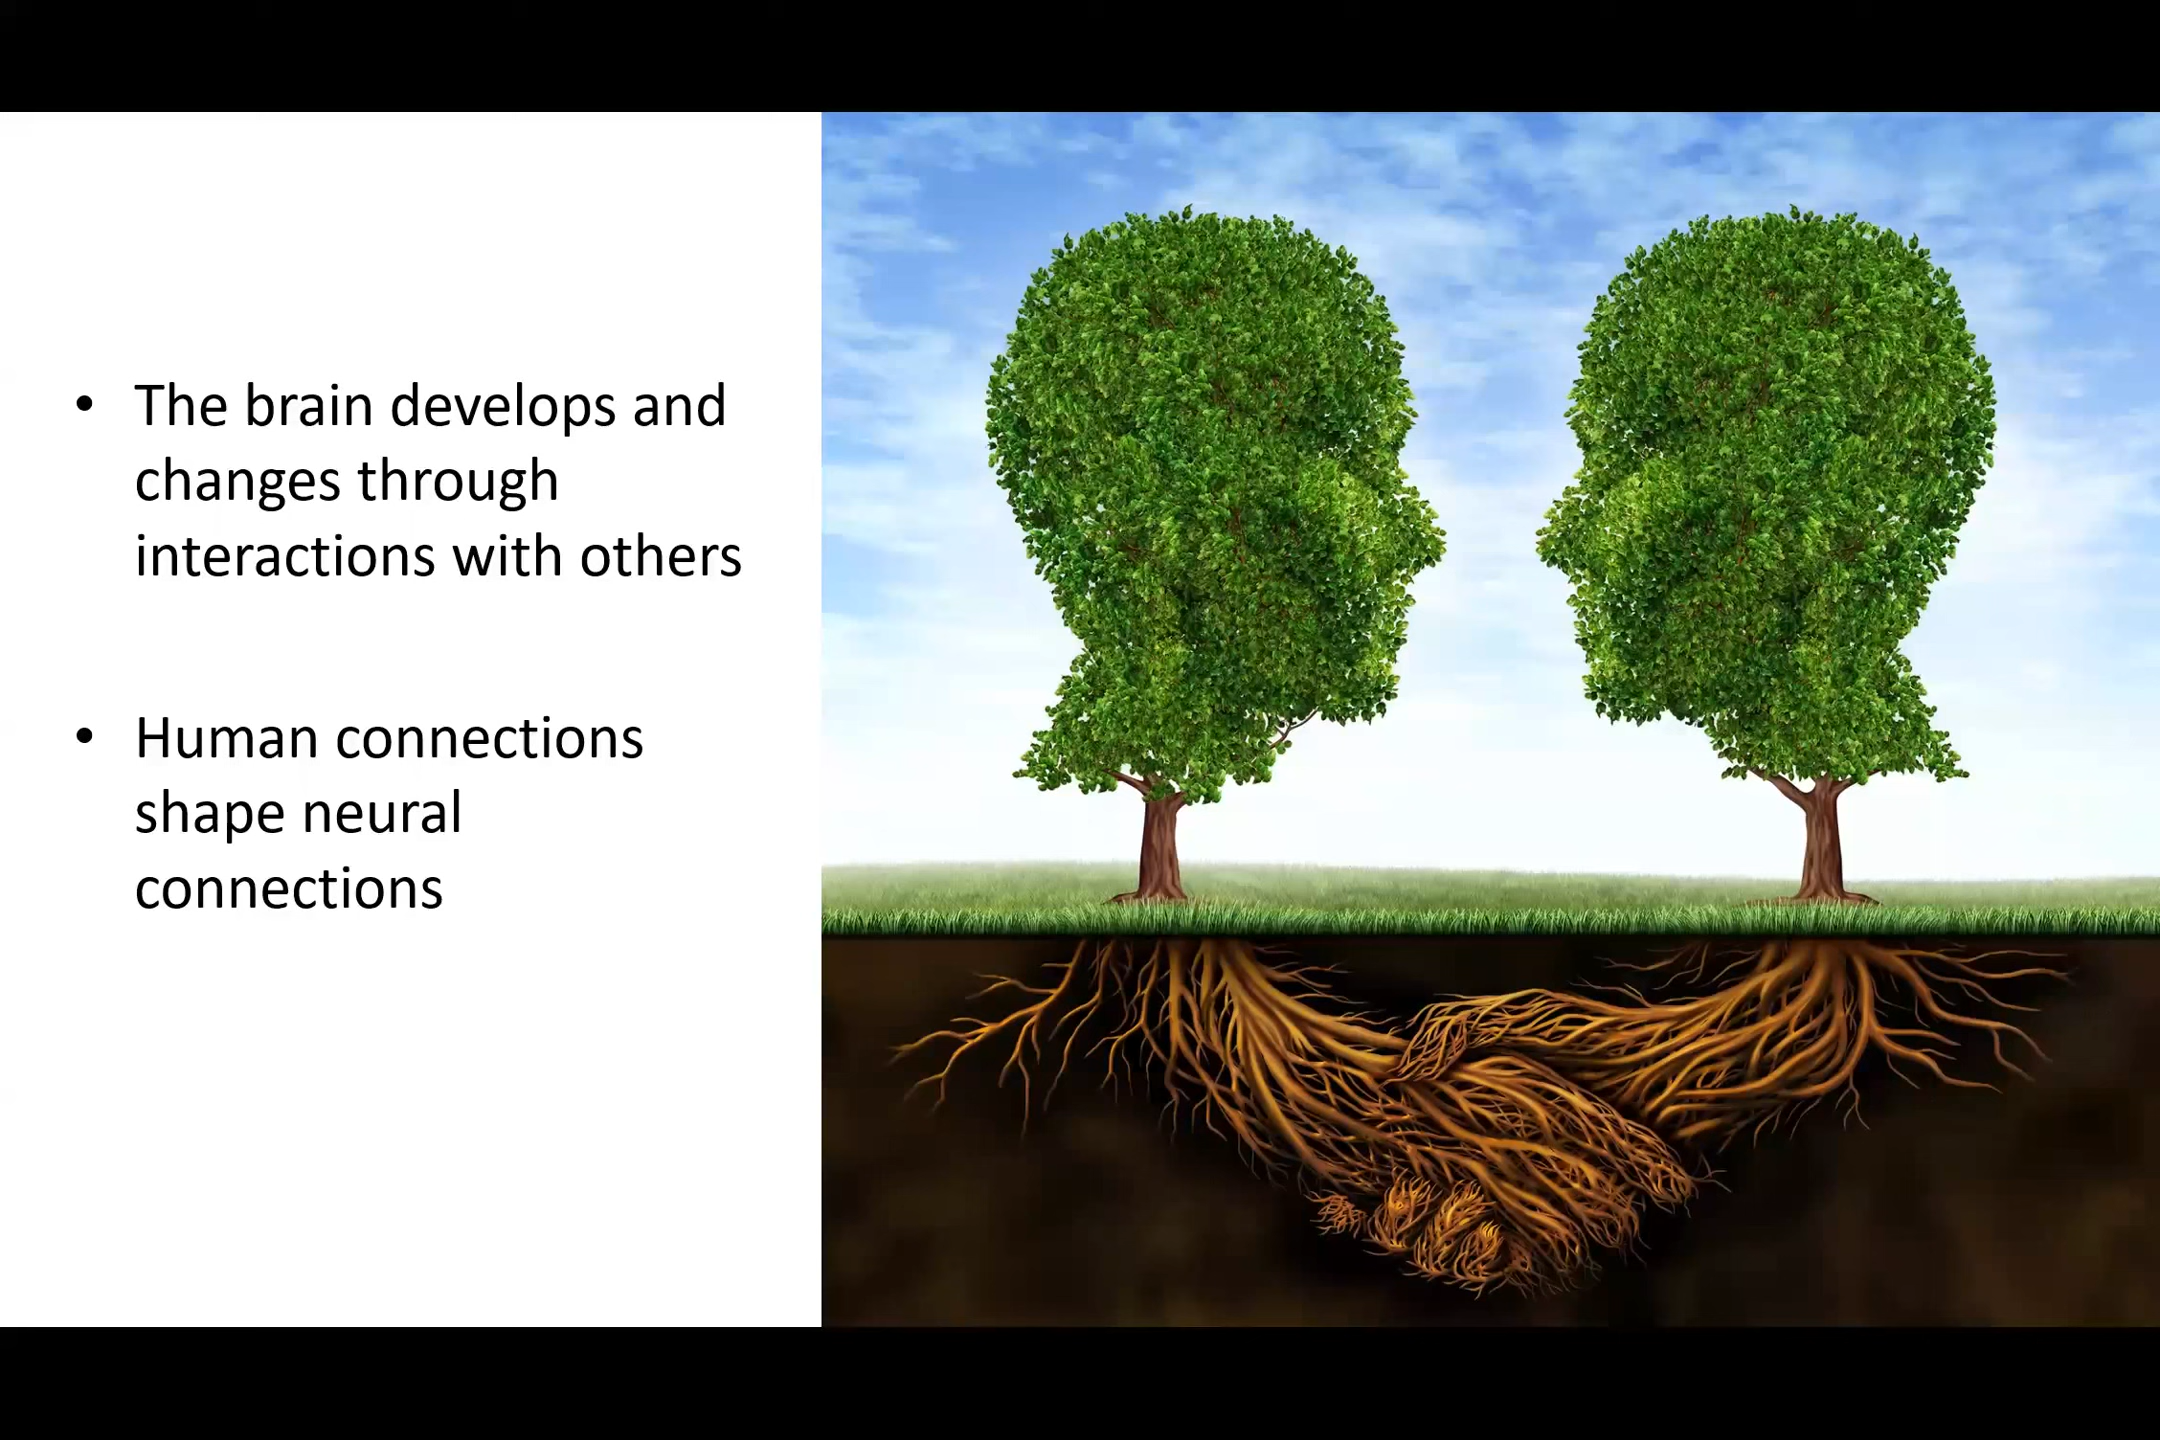 • The brain develops and
changes through
interactions with others
• Human connections
shape neural
connections